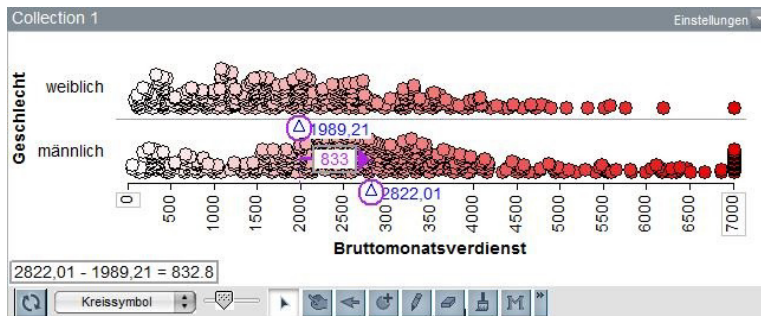 Collection 1 Einstellungen
Geschlecht
weiblich
1989,21
männlich
833
2822,01
0 500 1000 1500 2000 2500 3000 3500 4000 4500 5000 5500 6000 6500 7000
Bruttomonatsverdienst
2822,01 - 1989,21 = 832.8
Kreissymbol M »